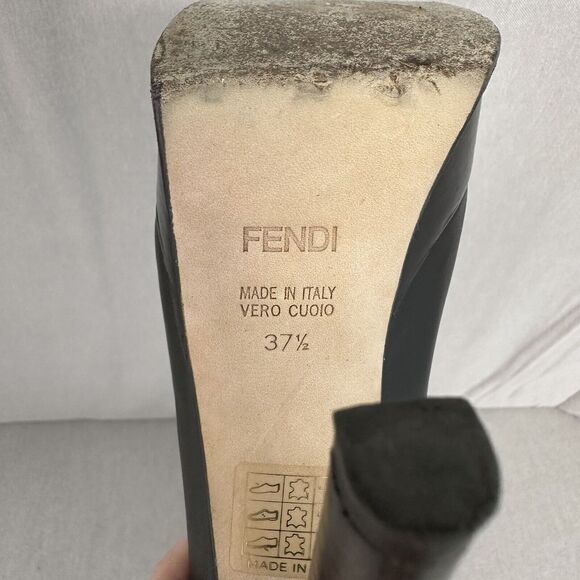 FENDI
MADE IN ITALY
VERO CUOIO
37½
MADE IN